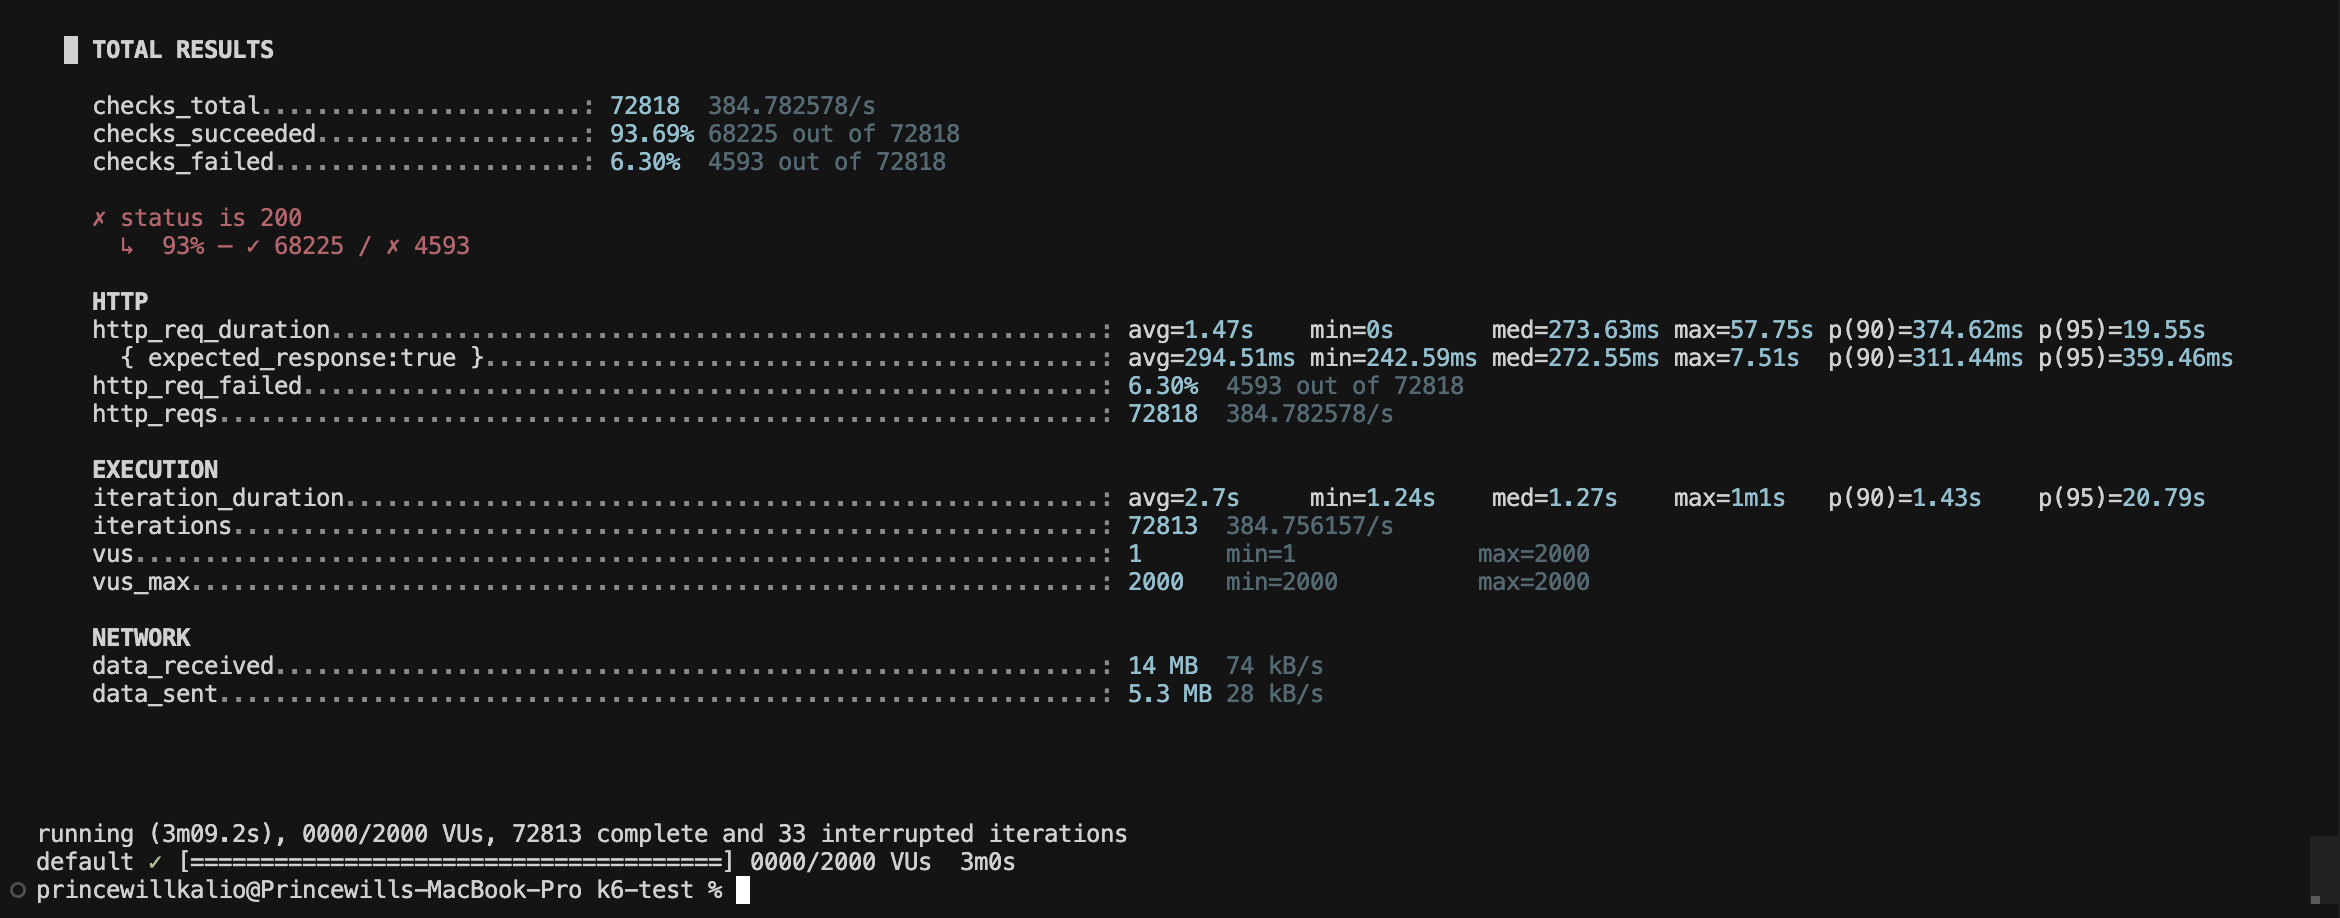 TOTAL RESULTS
checks_total.......................: 72818  384.782578/s
checks_succeeded...................: 93.69% 68225 out of 72818
checks_failed......................: 6.30%  4593 out of 72818
✗ status is 200
↳  93% — ✓ 68225 / ✗ 4593
HTTP
http_req_duration.......................................................: avg=1.47s    min=0s       med=273.63ms max=57.75s p(90)=374.62ms p(95)=19.55s
{ expected_response:true }............................................: avg=294.51ms min=242.59ms med=272.55ms max=7.51s  p(90)=311.44ms p(95)=359.46ms
http_req_failed.........................................................: 6.30%  4593 out of 72818
http_reqs...............................................................: 72818  384.782578/s
EXECUTION
iteration_duration......................................................: avg=2.7s     min=1.24s    med=1.27s    max=1m1s   p(90)=1.43s    p(95)=20.79s
iterations..............................................................: 72813  384.756157/s
vus.....................................................................: 1      min=1             max=2000
vus_max.................................................................: 2000   min=2000          max=2000
NETWORK
data_received...........................................................: 14 MB  74 kB/s
data_sent...............................................................: 5.3 MB 28 kB/s
running (3m09.2s), 0000/2000 VUs, 72813 complete and 33 interrupted iterations
default ✓ [======================================] 0000/2000 VUs  3m0s
princewillkalio@Princewills-MacBook-Pro k6-test %